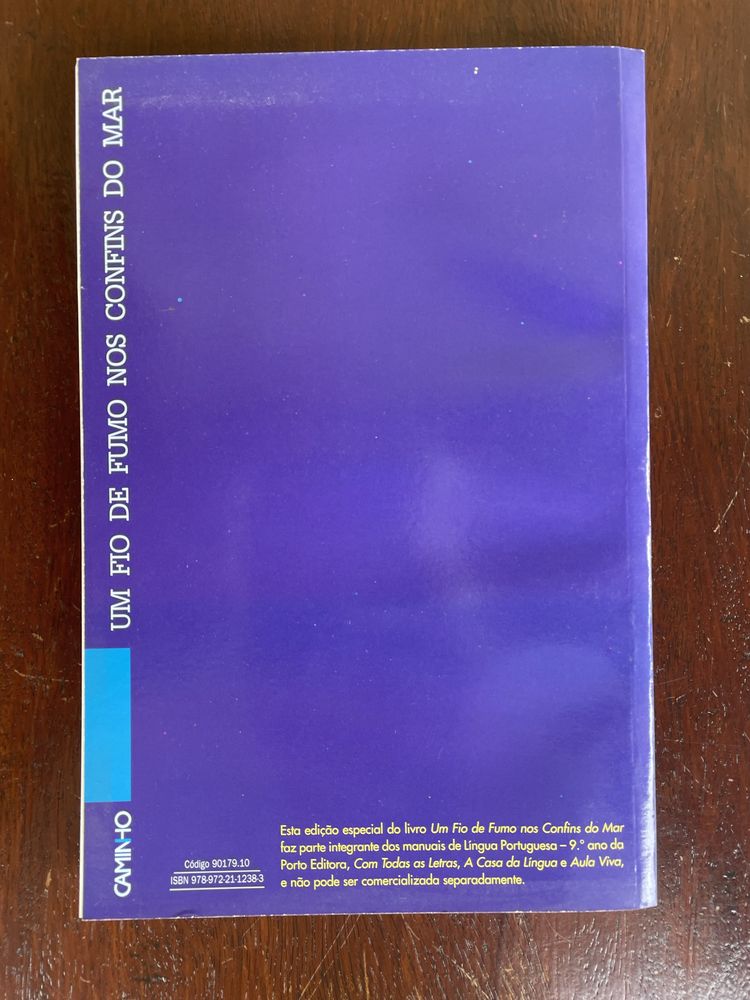 UM FIO DE FUMO NOS CONFINS DO MAR
CAMINHO
Código 90179.10
ISBN 978-972-21-1238-3
Esta edição especial do livro Um Fio de Fumo nos Confins do Mar
faz parte integrante dos manuais de Língua Portuguesa – 9.º ano da
Porto Editora, Com Todas as Letras, A Casa da Língua e Aula Viva,
e não pode ser comercializada separadamente.